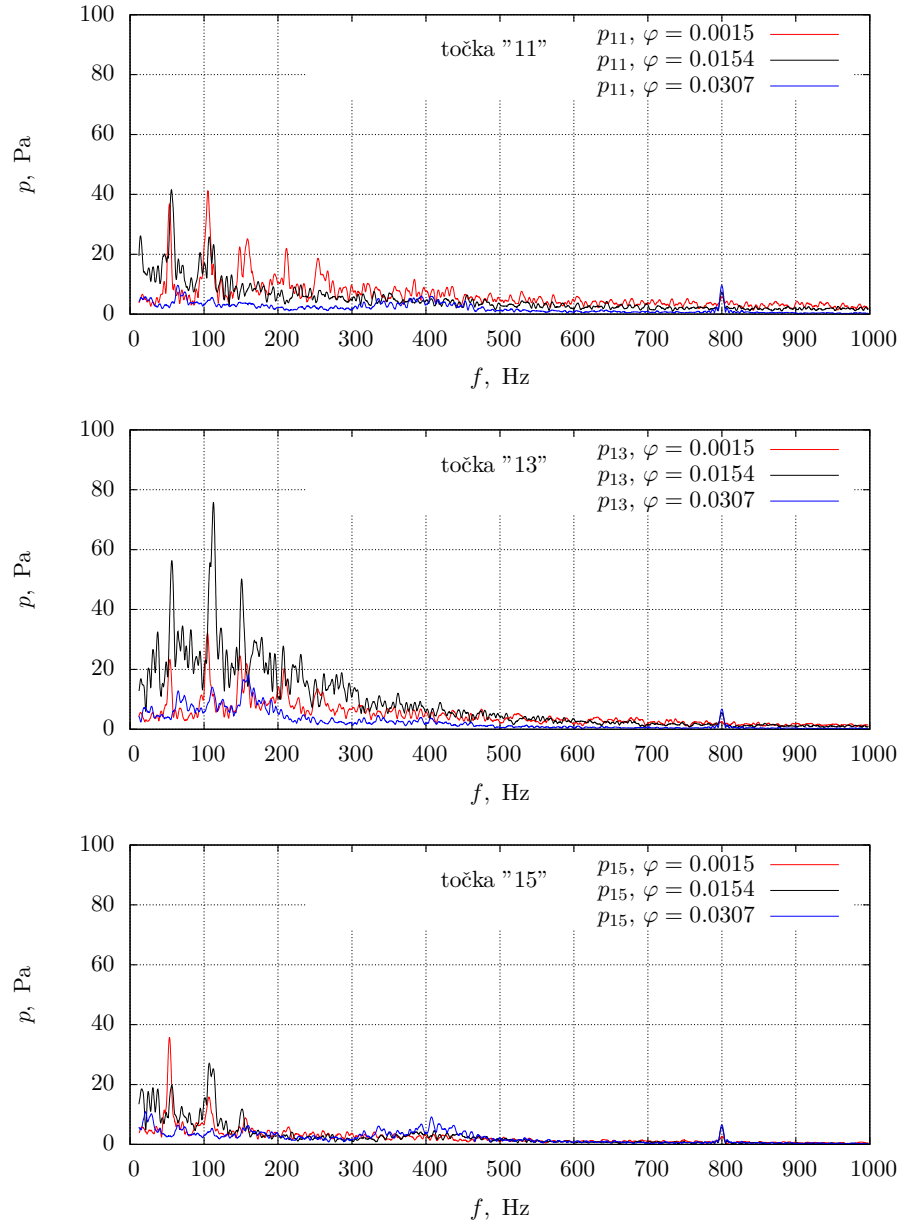 točka "11"
p11, φ = 0.0015
p11, φ = 0.0154
p11, φ = 0.0307
p, Pa
100
80
60
40
20
0
0 100 200 300 400 500 600 700 800 900 1000
f, Hz
točka "13"
p13, φ = 0.0015
p13, φ = 0.0154
p13, φ = 0.0307
p, Pa
100
80
60
40
20
0
0 100 200 300 400 500 600 700 800 900 1000
f, Hz
točka "15"
p15, φ = 0.0015
p15, φ = 0.0154
p15, φ = 0.0307
p, Pa
100
80
60
40
20
0
0 100 200 300 400 500 600 700 800 900 1000
f, Hz